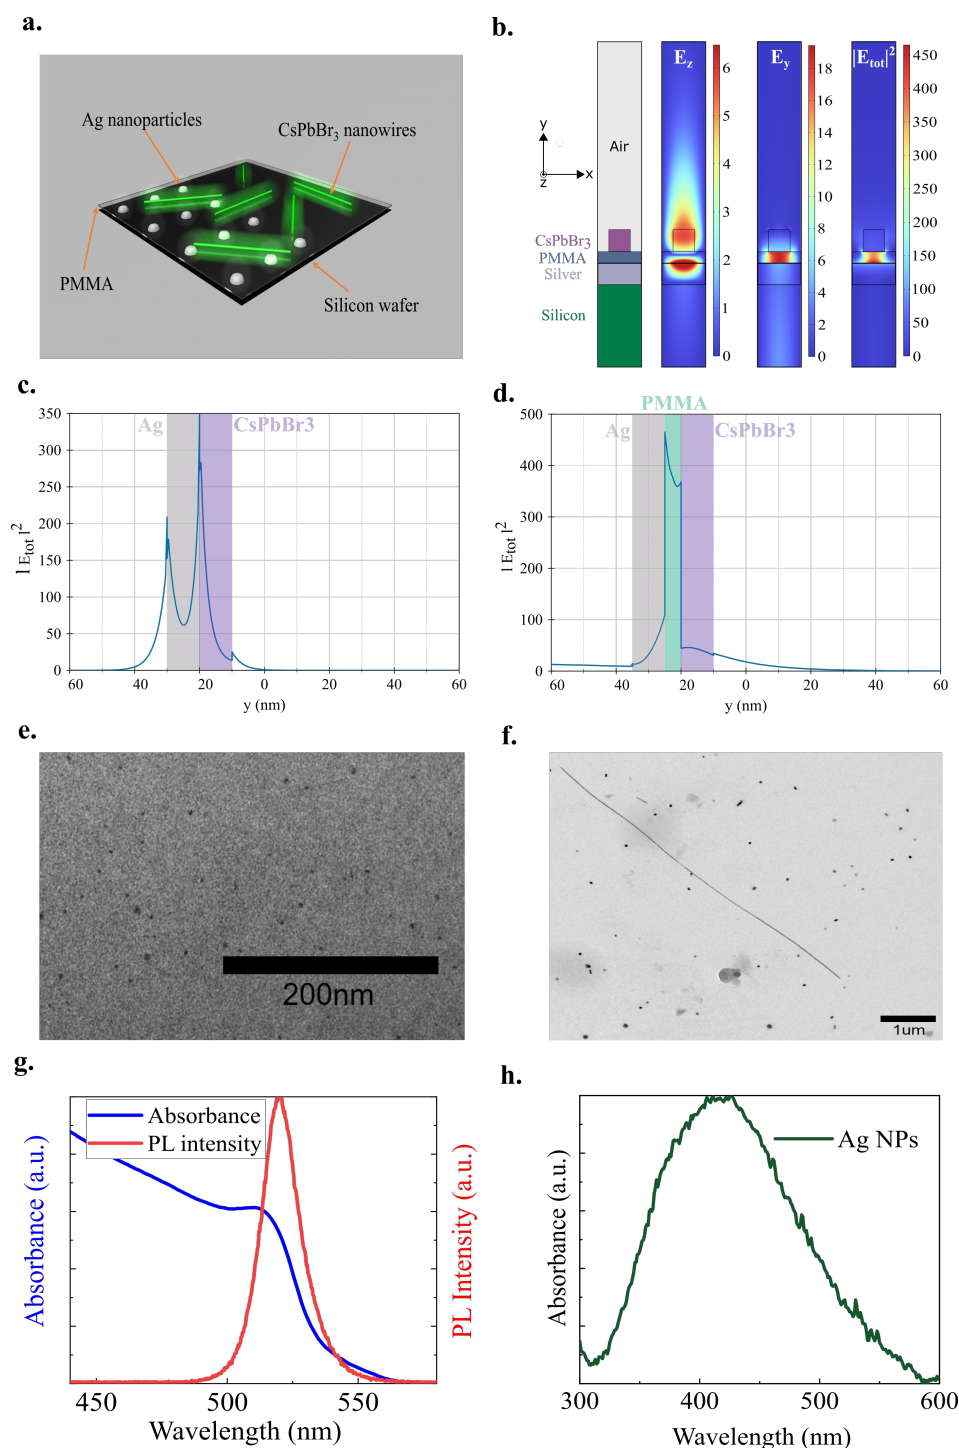 a.
Ag nanoparticles
CsPbBr3 nanowires
PMMA
Silicon wafer
b.
y
x
z
Air
CsPbBr3
PMMA
Silver
Silicon
Ez
6
5
4
3
2
1
0
Ey
18
16
14
12
10
8
6
4
2
0
|Etot|2
450
400
350
300
250
200
150
100
50
0
c.
Ag
CsPbBr3
350
300
250
200
150
100
50
0
l Etot l2
60 40 20 0 20 40 60
y (nm)
d.
PMMA
Ag
CsPbBr3
500
400
300
200
100
0
l Etot l2
60 40 20 0 20 40 60
y (nm)
e.
200nm
f.
1um
g.
Absorbance
PL intensity
Absorbance (a.u.)
PL Intensity (a.u.)
450 500 550
Wavelength (nm)
h.
Ag NPs
Absorbance (a.u.)
300 400 500 600
Wavelength (nm)